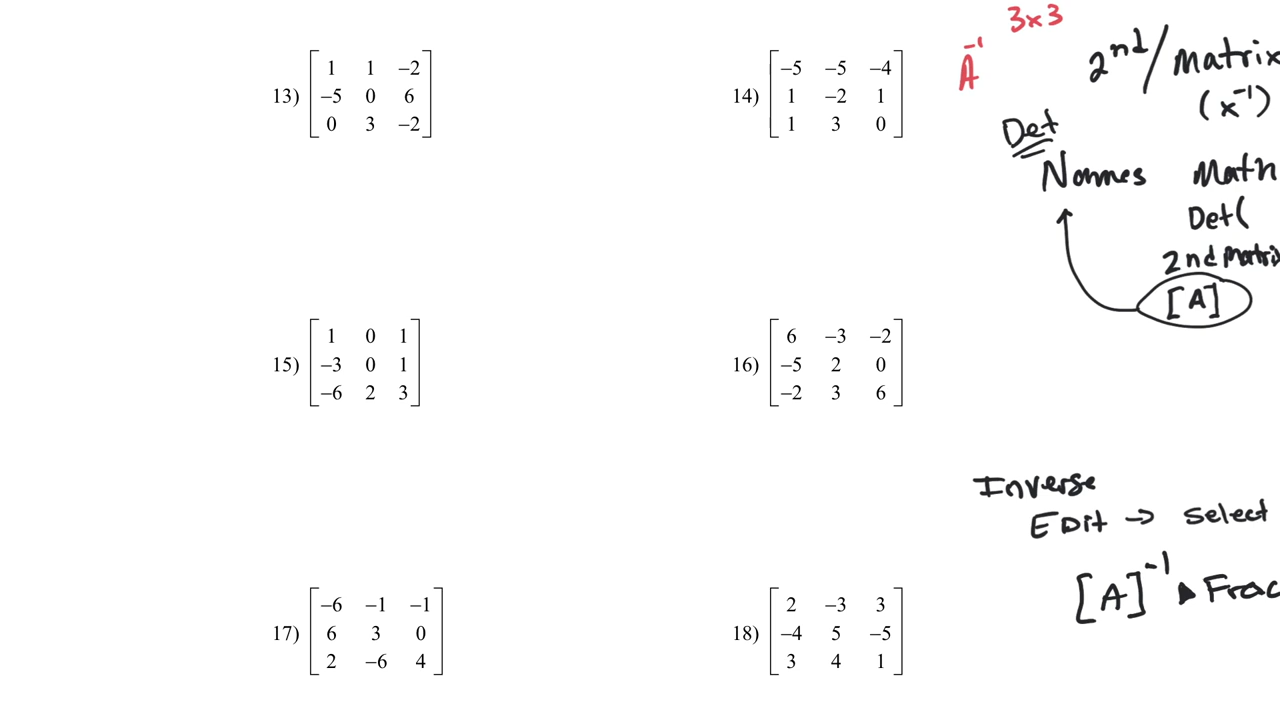 13) [ 1 1 −2
−5 0 6
0 3 −2 ]
14) [ −5 −5 −4
1 −2 1
1 3 0 ]
15) [ 1 0 1
−3 0 1
−6 2 3 ]
16) [ 6 −3 −2
−5 2 0
−2 3 6 ]
17) [ −6 −1 −1
6 3 0
2 −6 4 ]
18) [ 2 −3 3
−4 5 −5
3 4 1 ]
A⁻¹ 3x3
2nd/Matrix
(x⁻¹)
Det
Math
Det(
2nd Matrix
[A]
Inverse
EDit → Select
[A]⁻¹ ▶ Frac